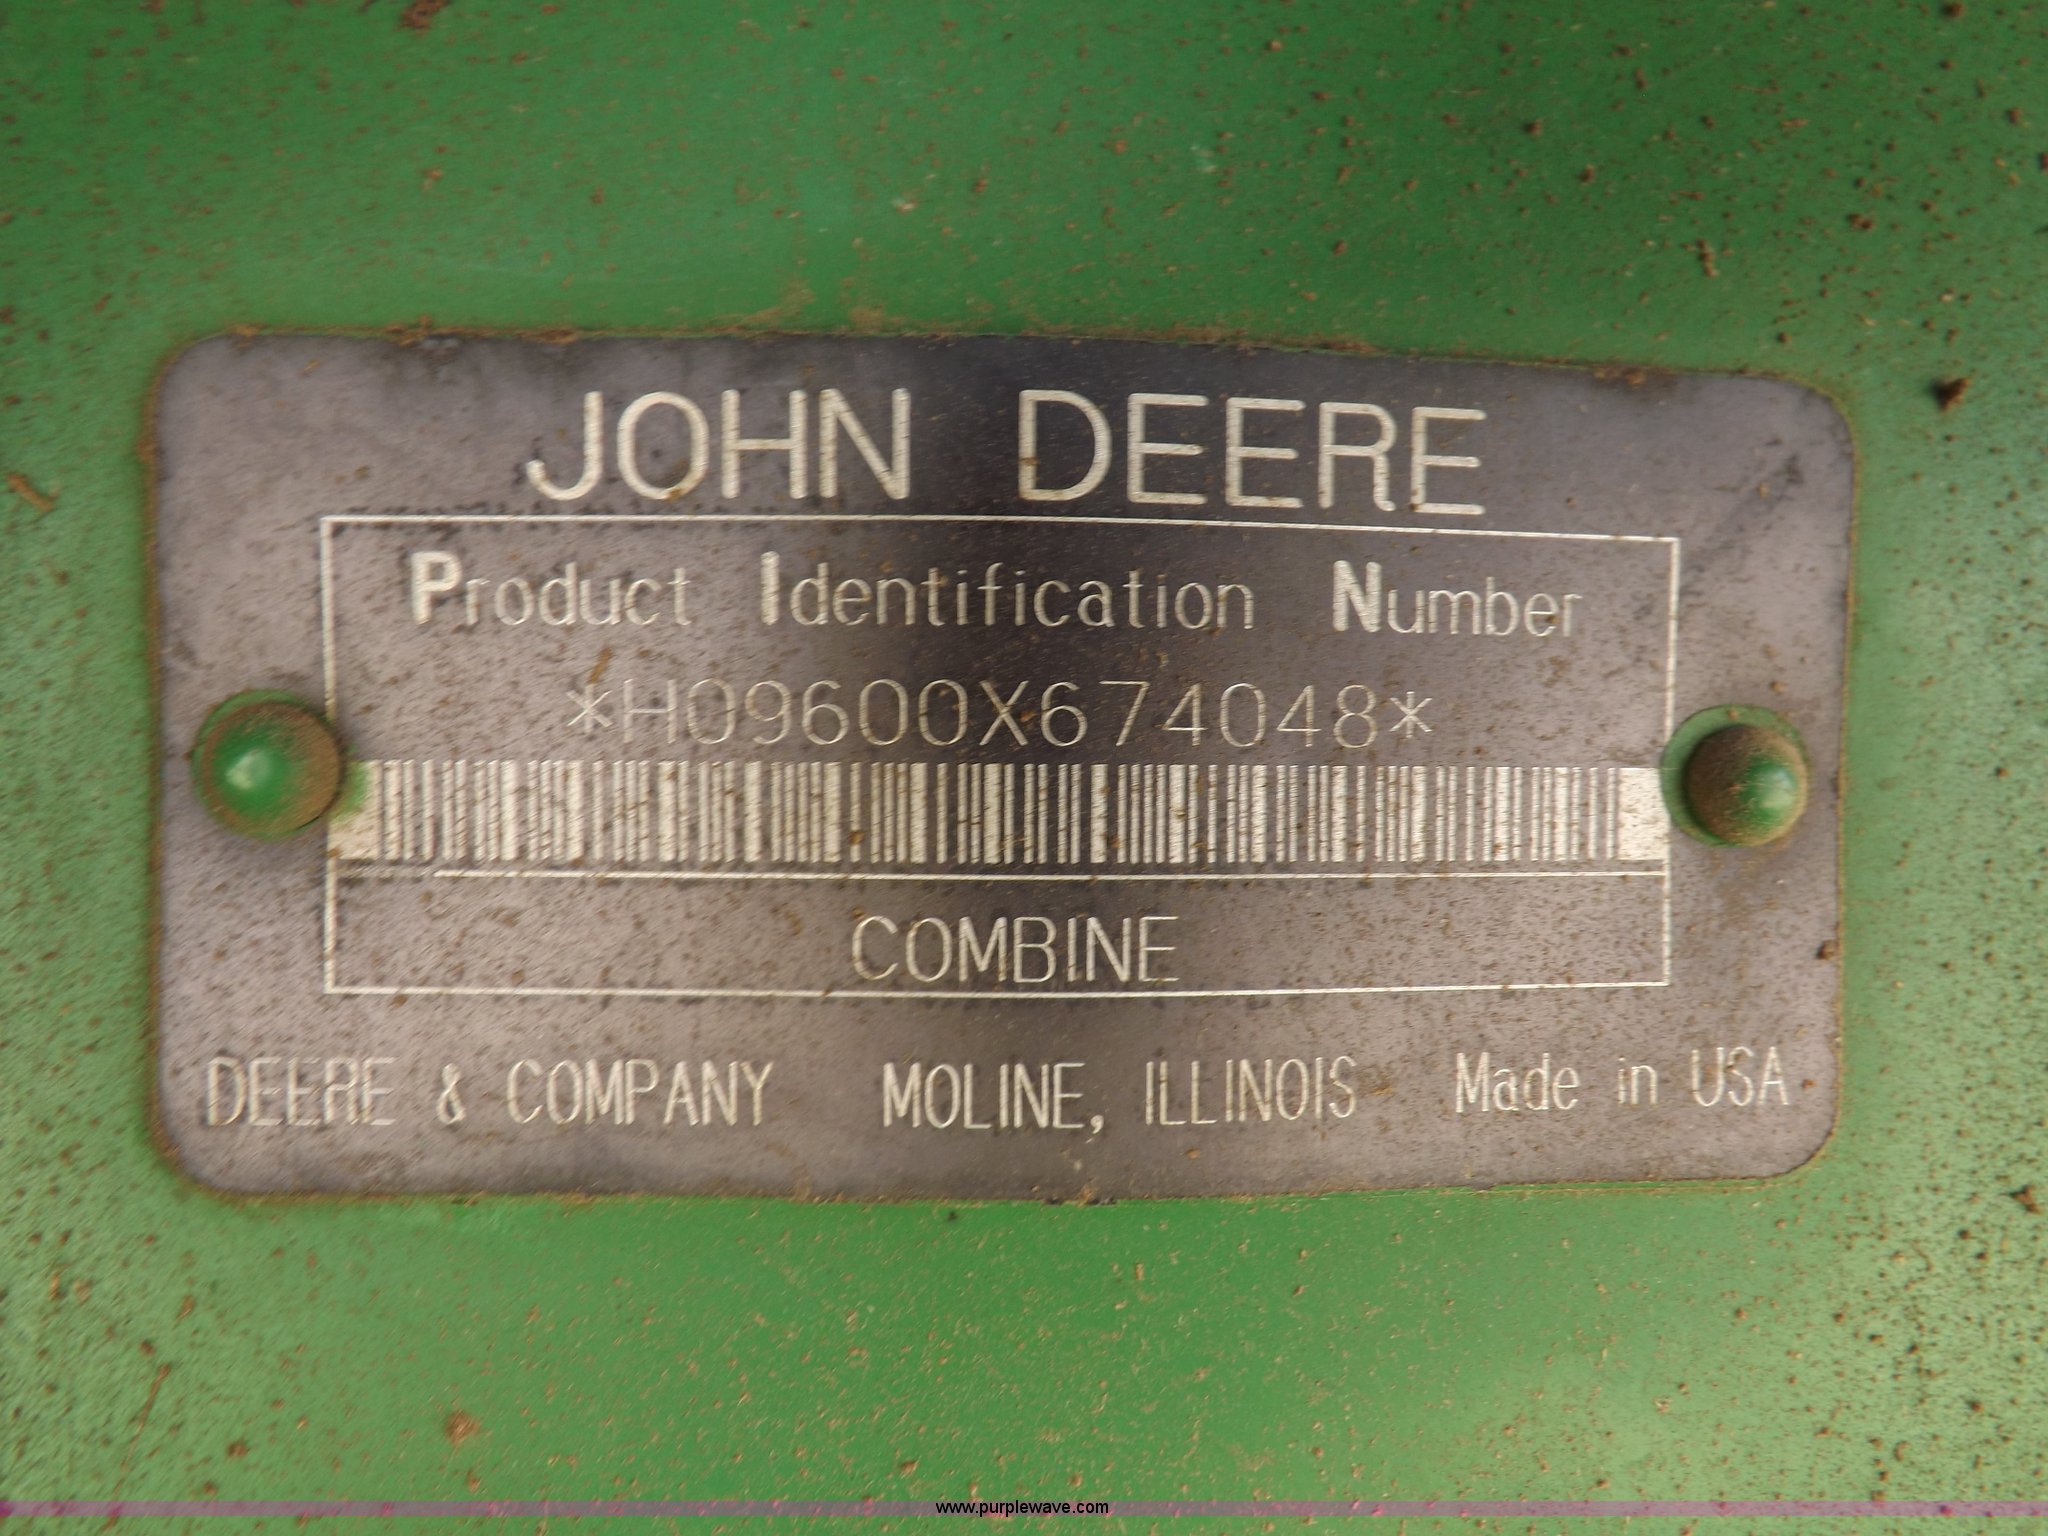 JOHN DEERE
Product Identification Number
*H09600X674048*
COMBINE
DEERE & COMPANY MOLINE, ILLINOIS Made in USA
www.purplewave.com